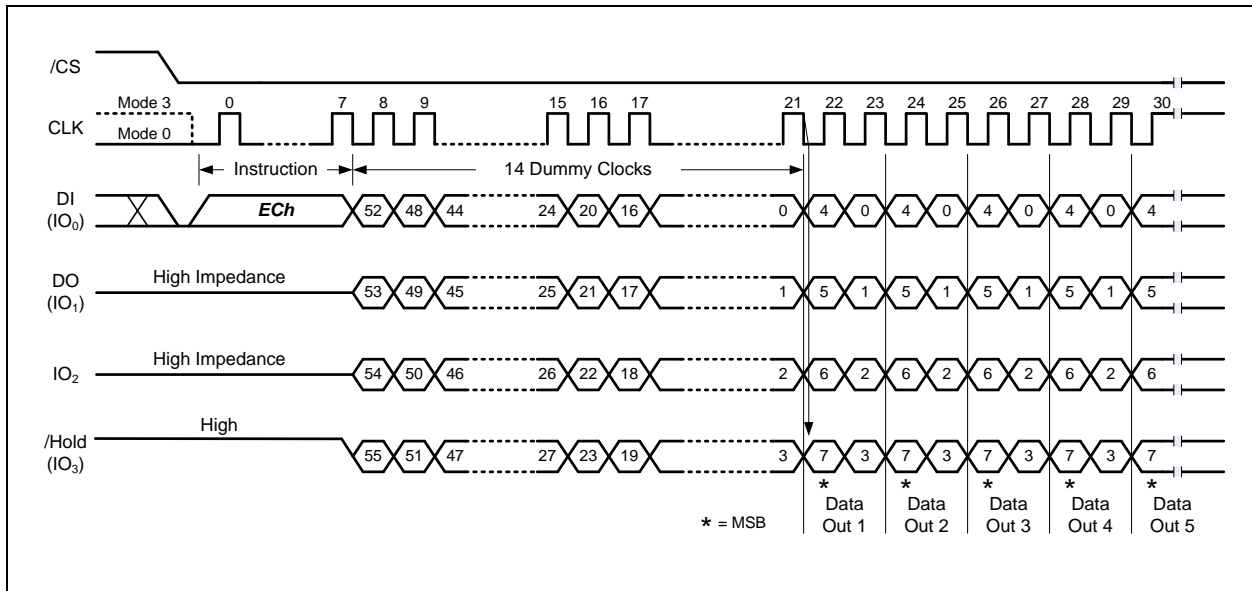 /CS
Mode 3
Mode 0
CLK
0 7 8 9 15 16 17 21 22 23 24 25 26 27 28 29 30
Instruction
14 Dummy Clocks
DI
(IO0)
ECh
52 48 44 24 20 16 0 4 0 4 0 4 0 4 0 4
DO
(IO1)
High Impedance
53 49 45 25 21 17 1 5 1 5 1 5 1 5 1 5
IO2
High Impedance
54 50 46 26 22 18 2 6 2 6 2 6 2 6 2 6
/Hold
(IO3)
High
55 51 47 27 23 19 3 7 3 7 3 7 3 7 3 7
* * * * *
* = MSB
Data
Out 1
Data
Out 2
Data
Out 3
Data
Out 4
Data
Out 5